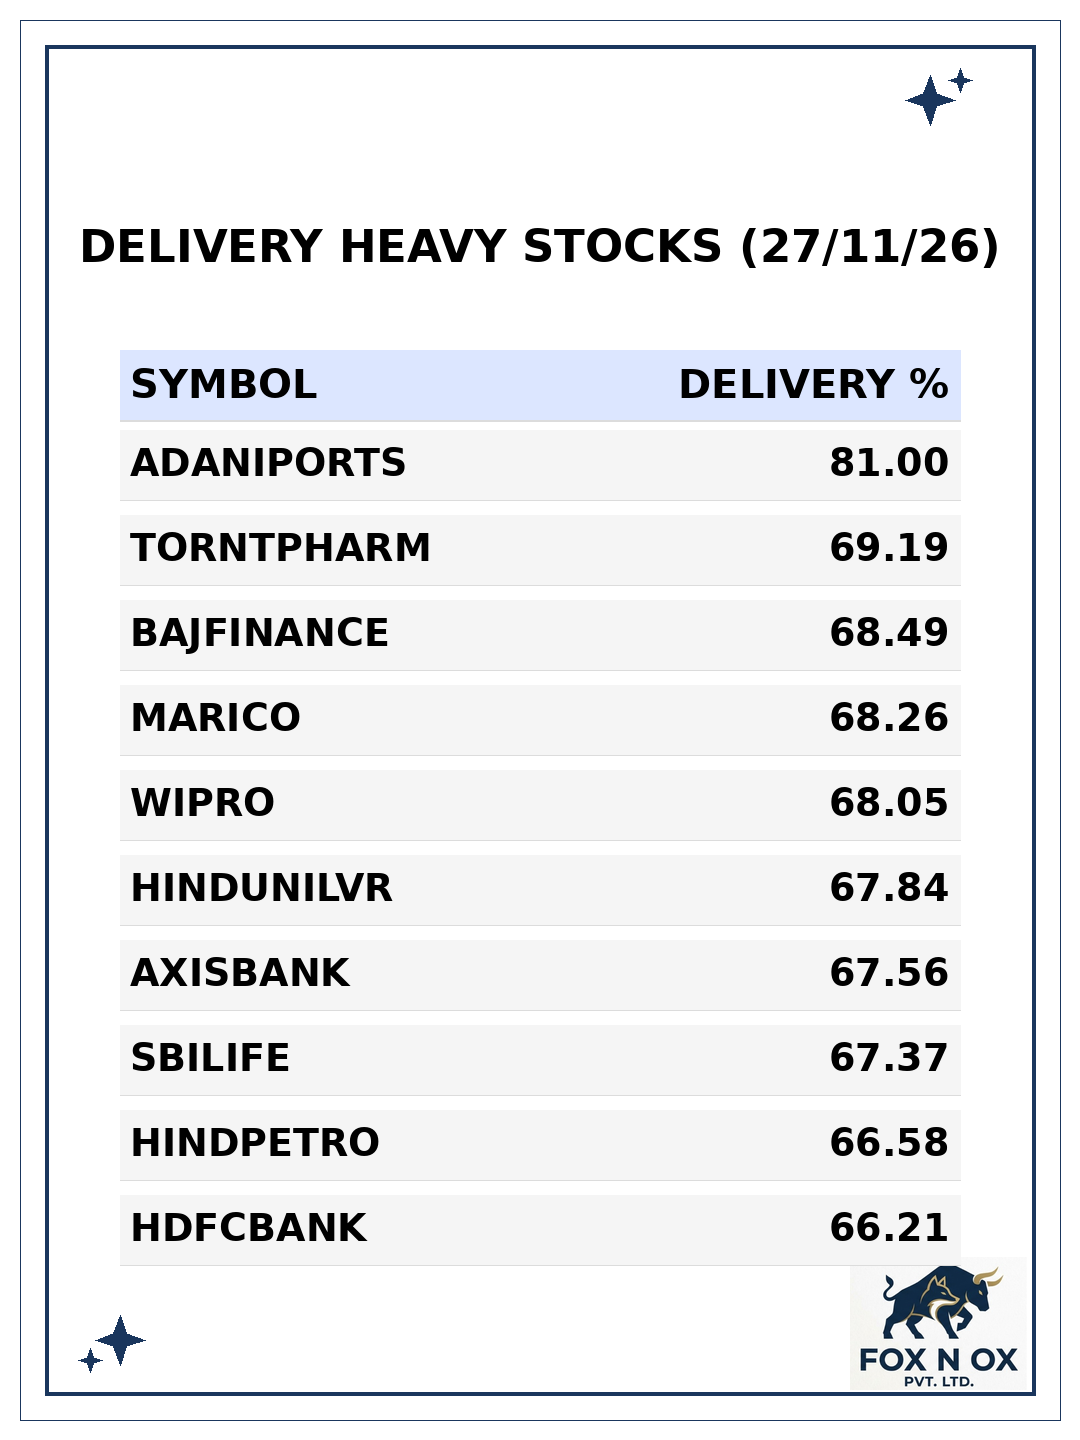 DELIVERY HEAVY STOCKS (27/11/26)
SYMBOL DELIVERY %
ADANIPORTS 81.00
TORNTPHARM 69.19
BAJFINANCE 68.49
MARICO 68.26
WIPRO 68.05
HINDUNILVR 67.84
AXISBANK 67.56
SBILIFE 67.37
HINDPETRO 66.58
HDFCBANK 66.21
FOX N OX
PVT. LTD.